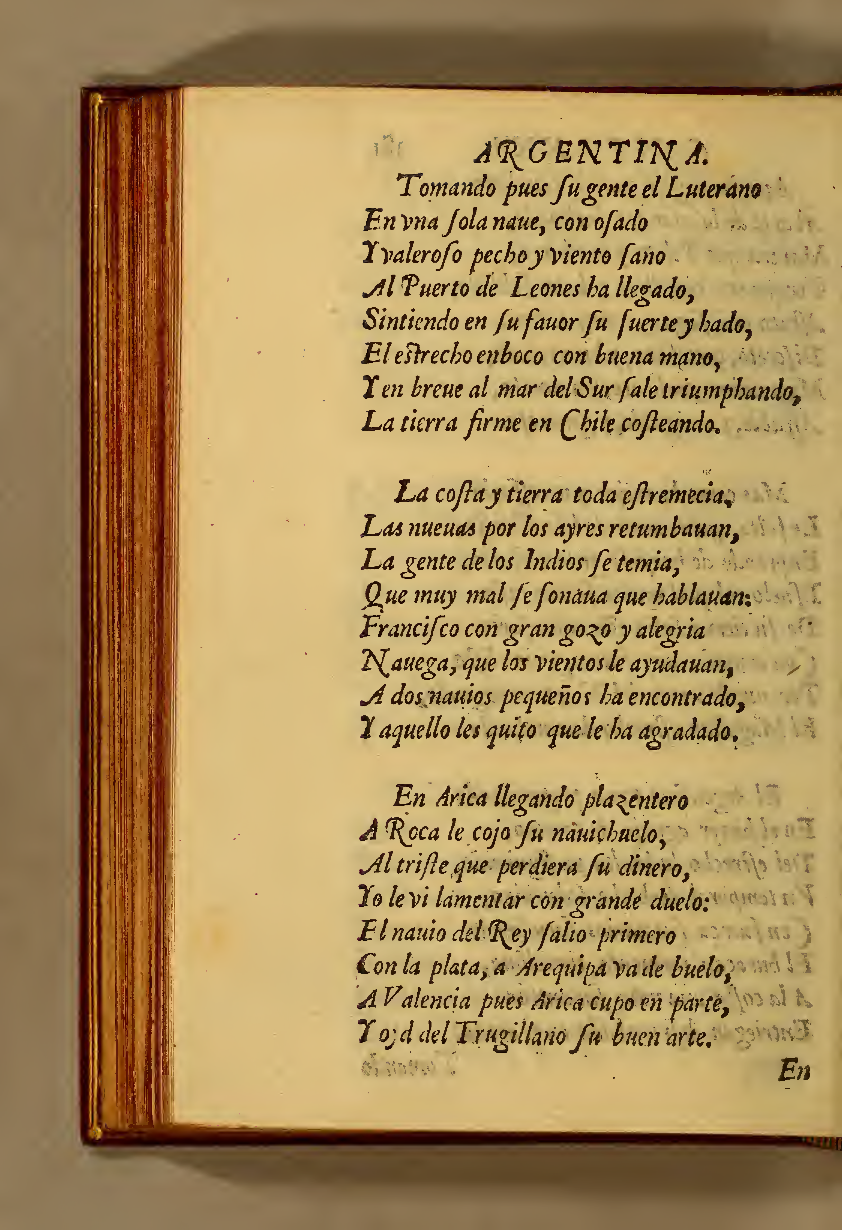 ARGENTINA.
Tomando pues ſu gente el Luterano
En vna ſola naue, con oſado
Y valeroſo pecho y viento ſano
Al Puerto de Leones ha llegado,
Sintiendo en ſu fauor ſu ſuerte y hado,
El eſtrecho enboco con buena mano,
Y en breue al mar del Sur ſale triumphando,
La tierra firme en Chile coſteando.
La coſta y tierra toda eſtremecia,
Las nueuas por los ayres retumbauan,
La gente de los Indios ſe temia,
Que muy mal ſe ſonaua que hablauan:
Franciſco con gran gozo y alegria
Nauega, que los vientos le ayudauan,
A dos nauios pequeños ha encontrado,
Y aquello les quito que le ha agradado.
En Arica llegando plazentero
A Roca le cojo ſu nauichuelo,
Al triſte que perdiera ſu dinero,
Yo le vi lamentar con grande duelo:
El nauio del Rey ſalio primero
Con la plata, a Arequipa va de buelo,
A Valencia pues Arica cupo en parte,
Y oyd del Trugillano ſu buen arte.
En